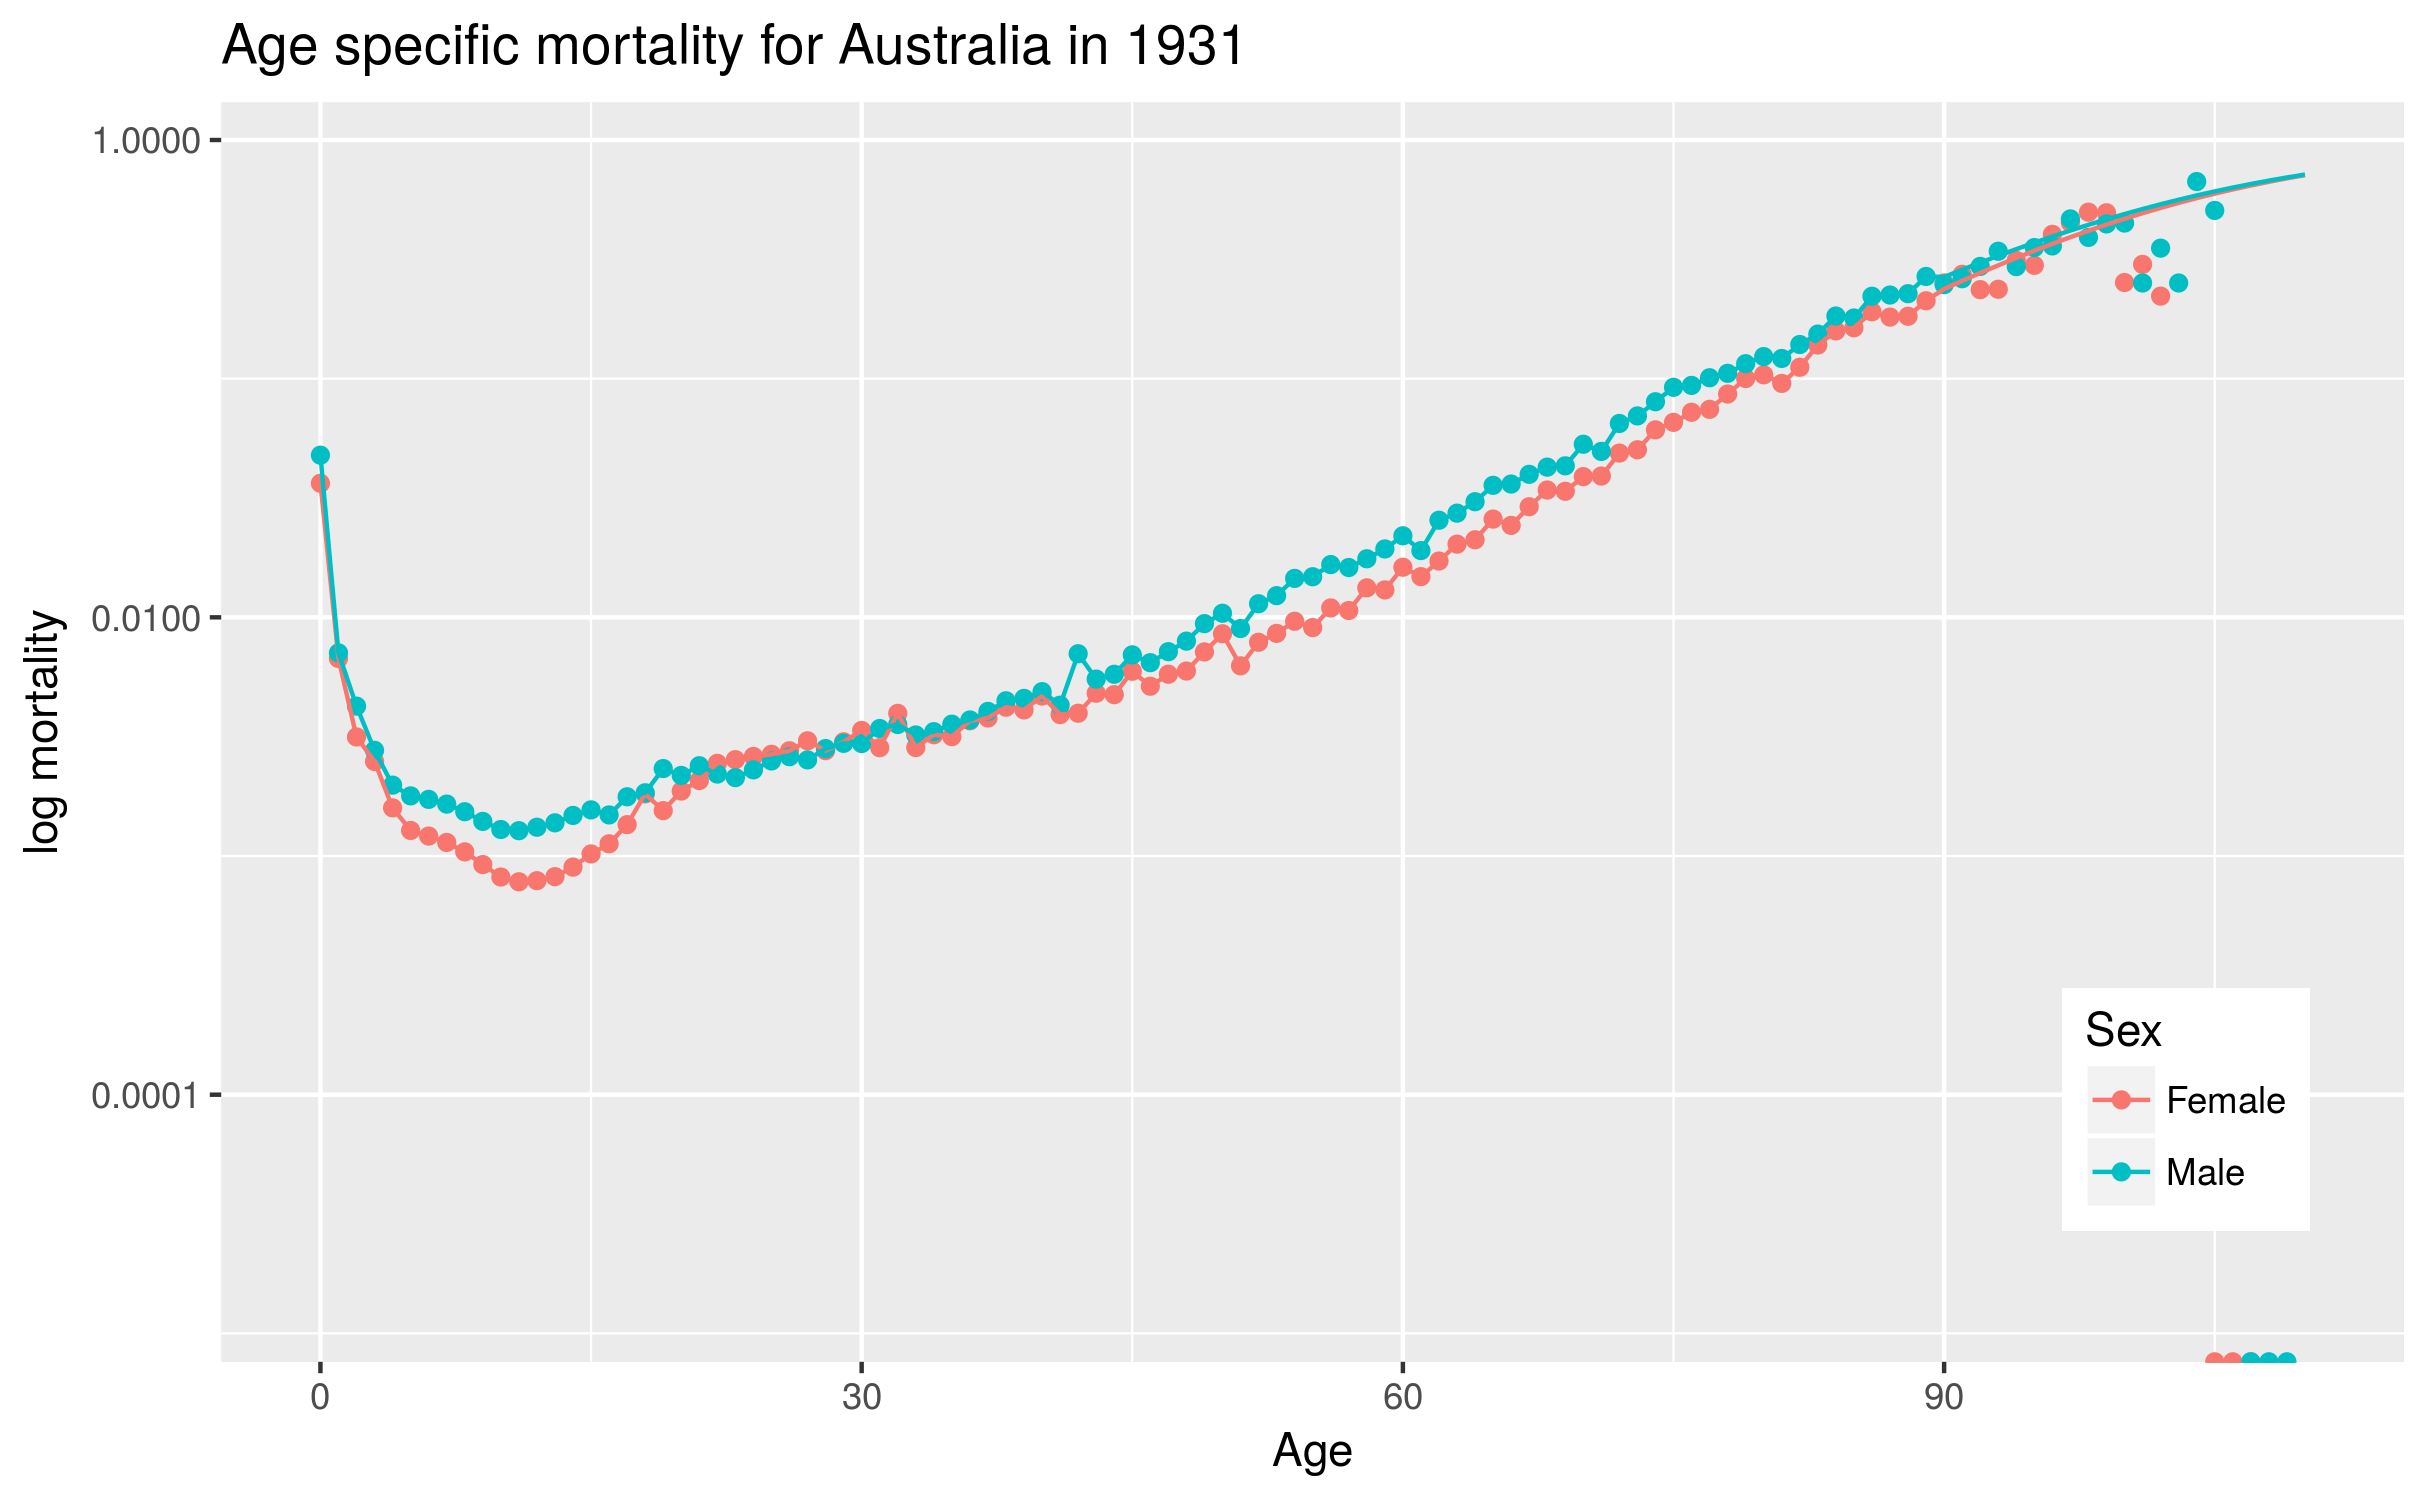 Age specific mortality for Australia in 1931
1.0000
0.0100
0.0001
log mortality
0
30
60
90
Age
Sex
Female
Male